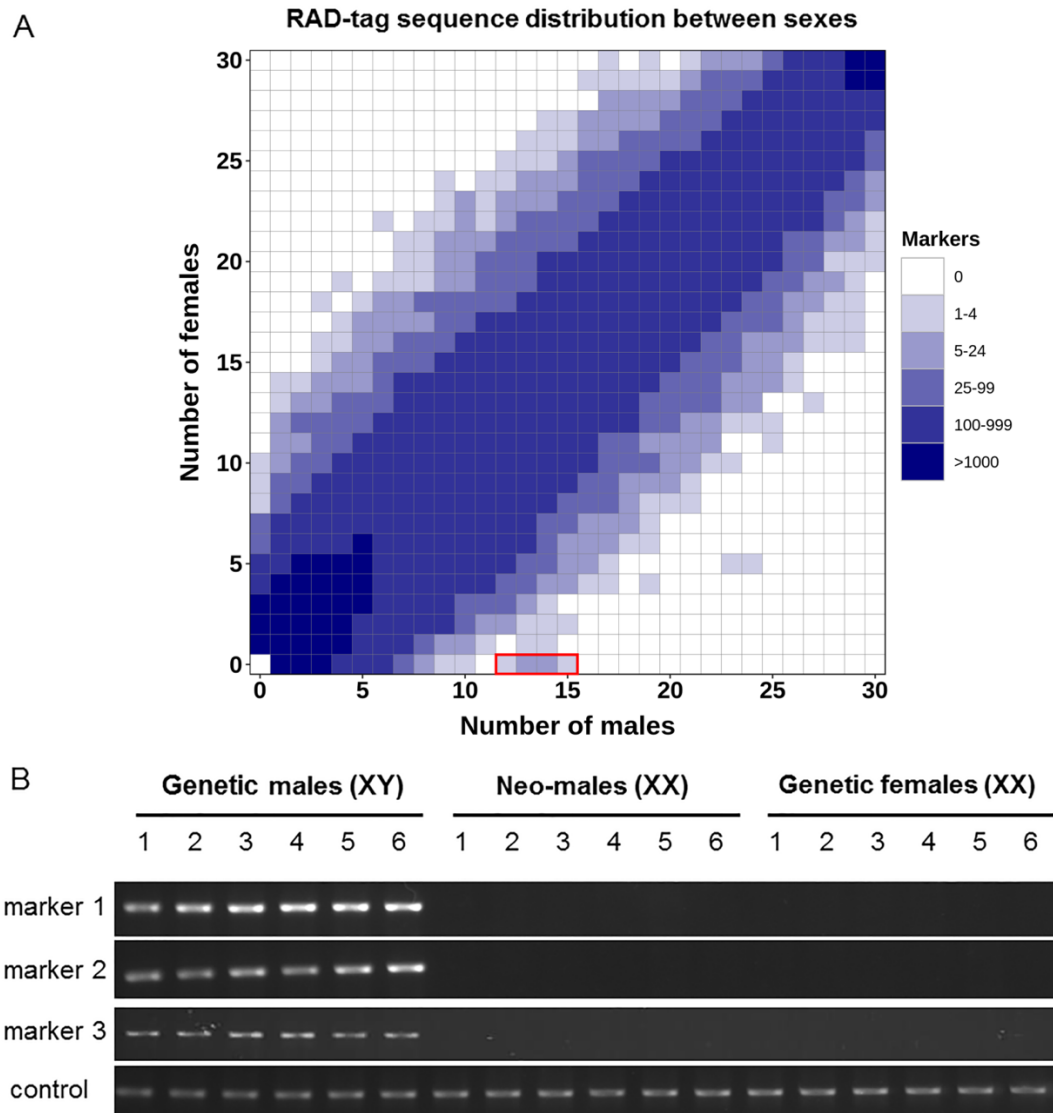 A
RAD-tag sequence distribution between sexes
30
25
20
15
10
5
0
Number of females
0 5 10 15 20 25 30
Number of males
Markers
0
1-4
5-24
25-99
100-999
>1000
B
Genetic males (XY) Neo-males (XX) Genetic females (XX)
1 2 3 4 5 6 1 2 3 4 5 6 1 2 3 4 5 6
marker 1
marker 2
marker 3
control